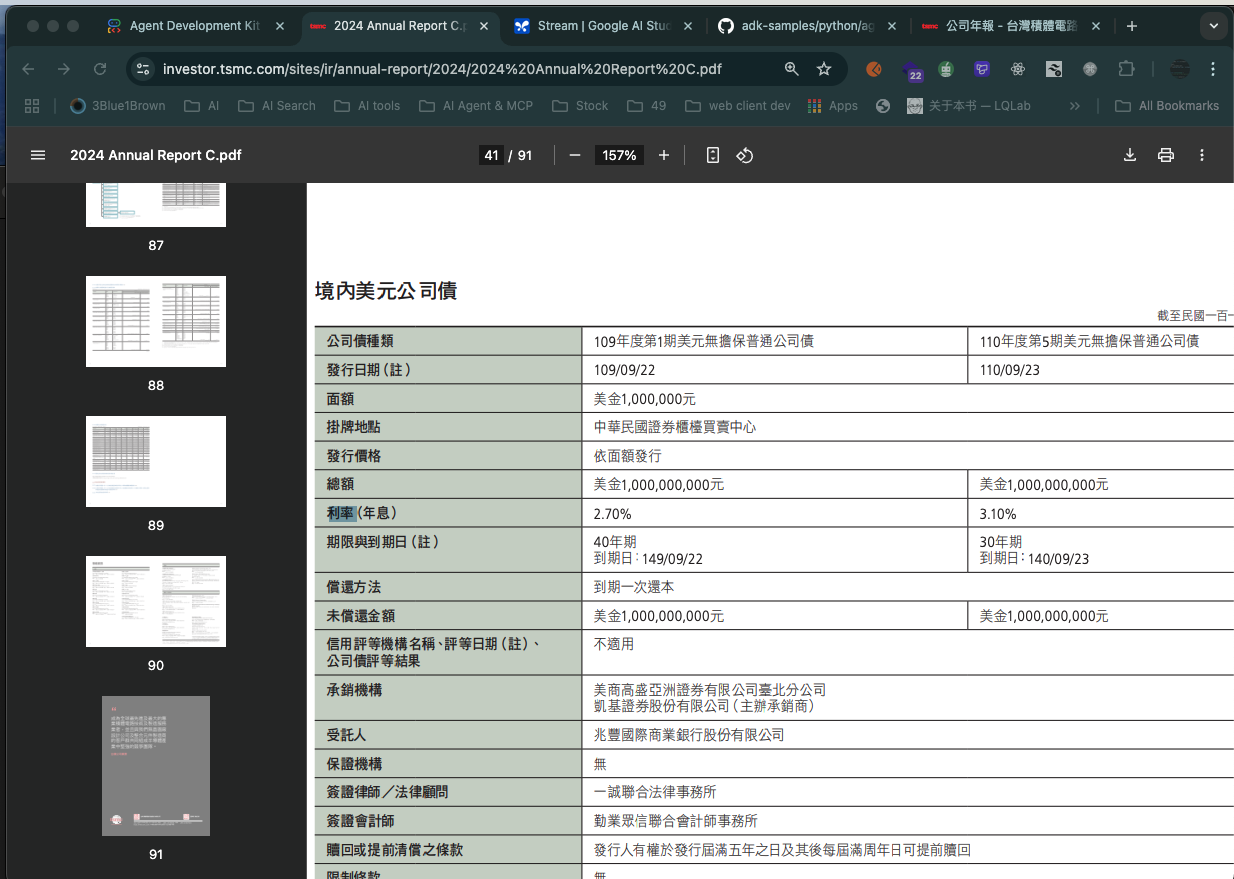 Agent Development Kit
tsmc 2024 Annual Report C.p
Stream | Google AI Stud
adk-samples/python/ag
tsmc 公司年報 - 台灣積體電路
investor.tsmc.com/sites/ir/annual-report/2024/2024%20Annual%20Report%20C.pdf
22
3Blue1Brown
AI
AI Search
AI tools
AI Agent & MCP
Stock
49
web client dev
Apps
关于本书 — LQLab
»
All Bookmarks
2024 Annual Report C.pdf
41 / 91
157%
87
88
89
90
91
境內美元公司債
截至民國一百一
公司債種類 109年度第1期美元無擔保普通公司債 110年度第5期美元無擔保普通公司債
發行日期（註） 109/09/22 110/09/23
面額 美金1,000,000元
掛牌地點 中華民國證券櫃檯買賣中心
發行價格 依面額發行
總額 美金1,000,000,000元 美金1,000,000,000元
利率（年息） 2.70% 3.10%
期限與到期日（註） 40年期 30年期
到期日：149/09/22 到期日：140/09/23
償還方法 到期一次還本
未償還金額 美金1,000,000,000元 美金1,000,000,000元
信用評等機構名稱、評等日期（註）、 不適用
公司債評等結果
承銷機構 美商高盛亞洲證券有限公司臺北分公司
凱基證券股份有限公司（主辦承銷商）
受託人 兆豐國際商業銀行股份有限公司
保證機構 無
簽證律師／法律顧問 一誠聯合法律事務所
簽證會計師 勤業眾信聯合會計師事務所
贖回或提前清償之條款 發行人有權於發行屆滿五年之日及其後每屆滿周年日可提前贖回
限制條款 無